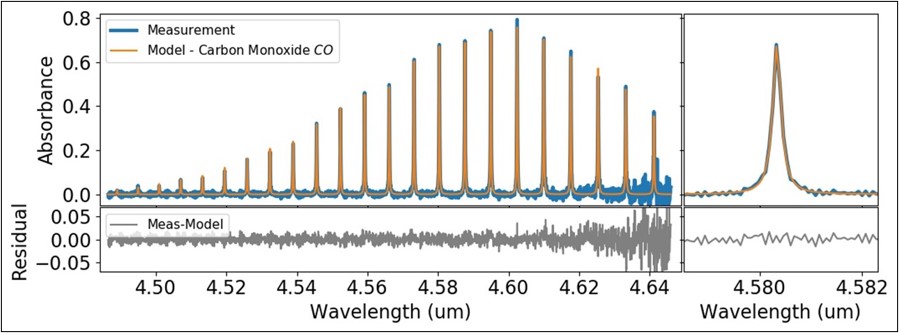 Measurement
Model - Carbon Monoxide CO
Absorbance
0.8
0.6
0.4
0.2
0.0
Meas-Model
Residual
0.05
0.00
−0.05
4.50 4.52 4.54 4.56 4.58 4.60 4.62 4.64
Wavelength (um)
4.580 4.582
Wavelength (um)